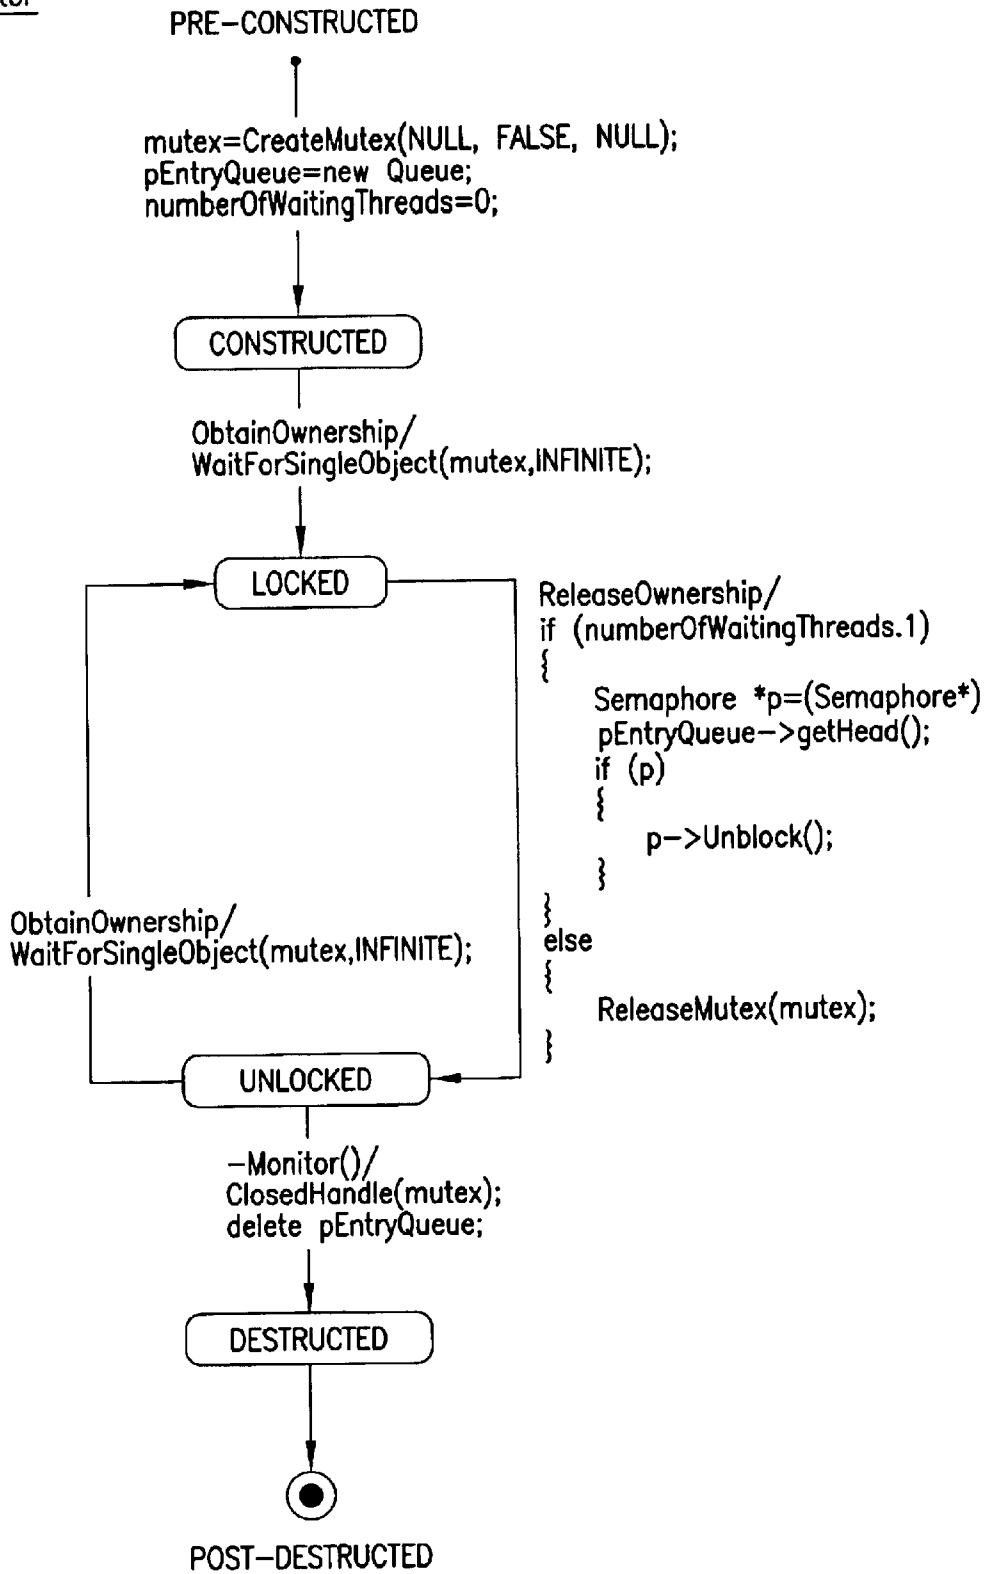 PRE-CONSTRUCTED
mutex=CreateMutex(NULL, FALSE, NULL);
pEntryQueue=new Queue;
numberOfWaitingThreads=0;
CONSTRUCTED
ObtainOwnership/
WaitForSingleObject(mutex,INFINITE);
LOCKED
ReleaseOwnership/
if (numberOfWaitingThreads.1)
{
Semaphore *p=(Semaphore*)
pEntryQueue->getHead();
if (p)
{
p->Unblock();
}
}
else
{
ReleaseMutex(mutex);
}
ObtainOwnership/
WaitForSingleObject(mutex,INFINITE);
UNLOCKED
-Monitor()/
ClosedHandle(mutex);
delete pEntryQueue;
DESTRUCTED
POST-DESTRUCTED